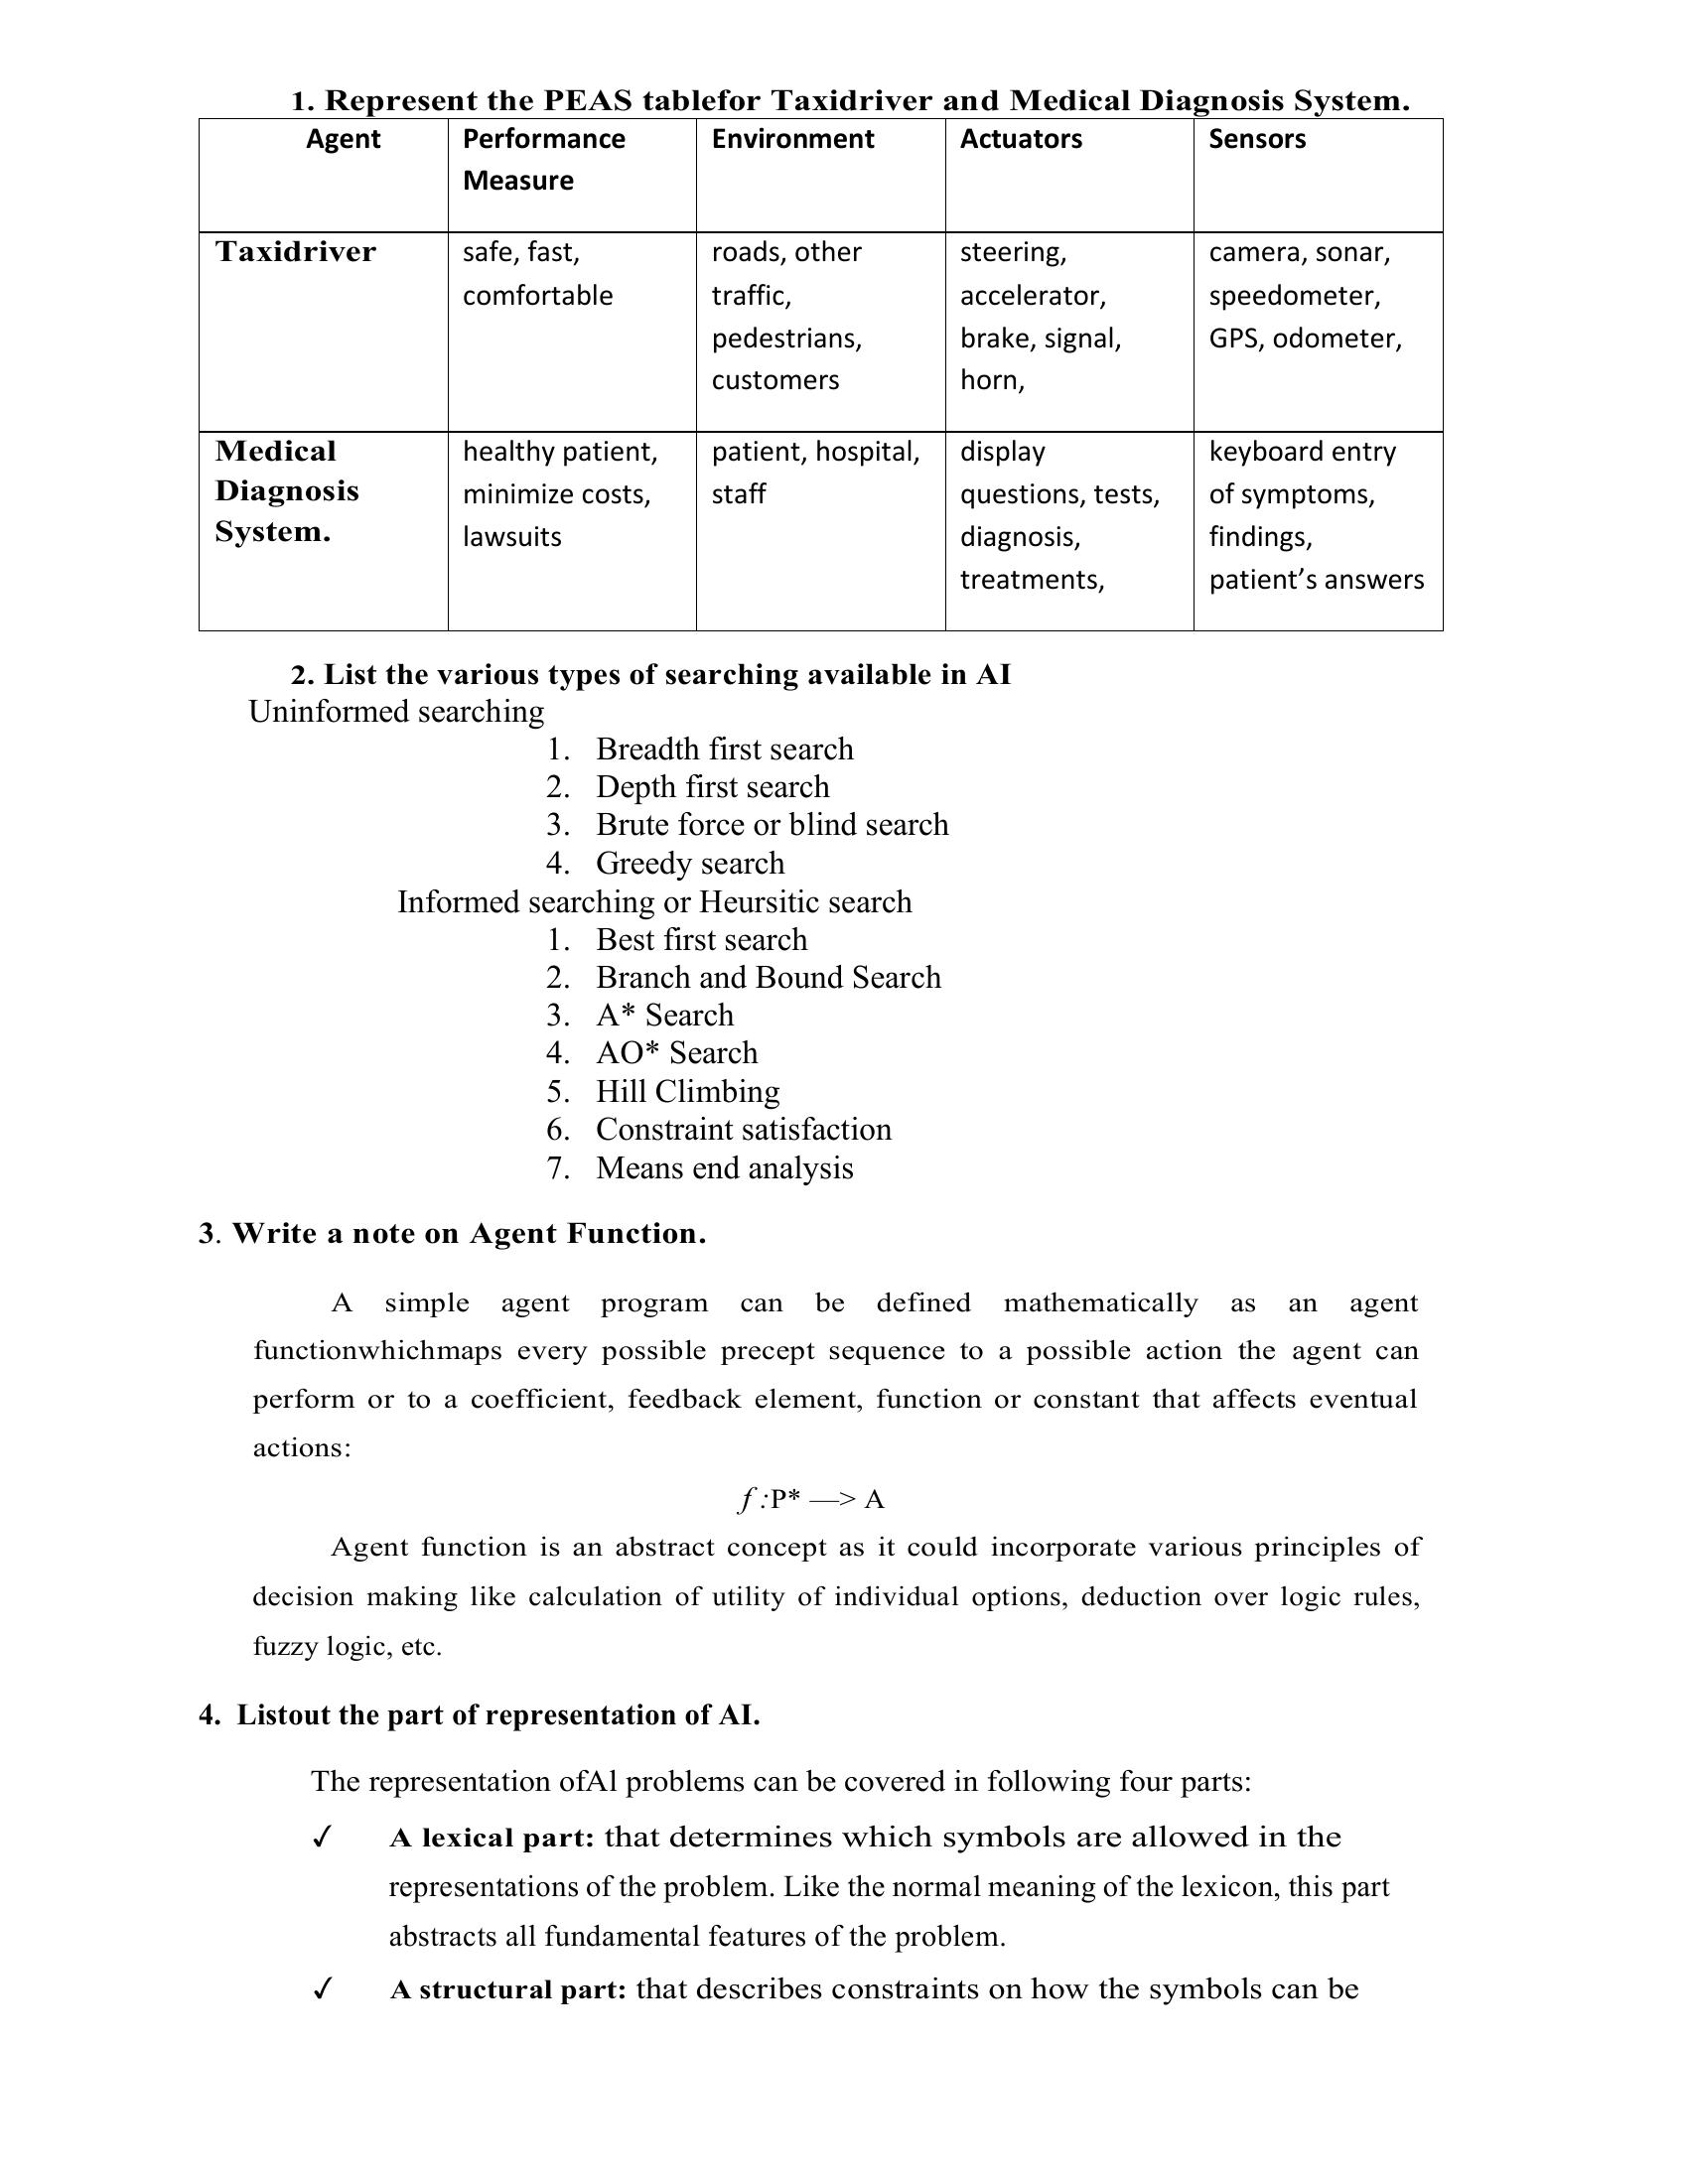 1. Represent the PEAS tablefor Taxidriver and Medical Diagnosis System.
Agent
Performance
Measure
Environment
Actuators
Sensors
Taxidriver
safe, fast,
comfortable
roads, other
traffic,
pedestrians,
customers
steering,
accelerator,
brake, signal,
horn,
camera, sonar,
speedometer,
GPS, odometer,
Medical
Diagnosis
System.
healthy patient,
minimize costs,
lawsuits
patient, hospital,
staff
display
questions, tests,
diagnosis,
treatments,
keyboard entry
of symptoms,
findings,
patient’s answers
2. List the various types of searching available in AI
Uninformed searching
1. Breadth first search
2. Depth first search
3. Brute force or blind search
4. Greedy search
Informed searching or Heursitic search
1. Best first search
2. Branch and Bound Search
3. A* Search
4. AO* Search
5. Hill Climbing
6. Constraint satisfaction
7. Means end analysis
3. Write a note on Agent Function.
A simple agent program can be defined mathematically as an agent
functionwhichmaps every possible precept sequence to a possible action the agent can
perform or to a coefficient, feedback element, function or constant that affects eventual
actions:
f :P* —> A
Agent function is an abstract concept as it could incorporate various principles of
decision making like calculation of utility of individual options, deduction over logic rules,
fuzzy logic, etc.
4. Listout the part of representation of AI.
The representation ofAl problems can be covered in following four parts:
✓ A lexical part: that determines which symbols are allowed in the
representations of the problem. Like the normal meaning of the lexicon, this part
abstracts all fundamental features of the problem.
✓ A structural part: that describes constraints on how the symbols can be